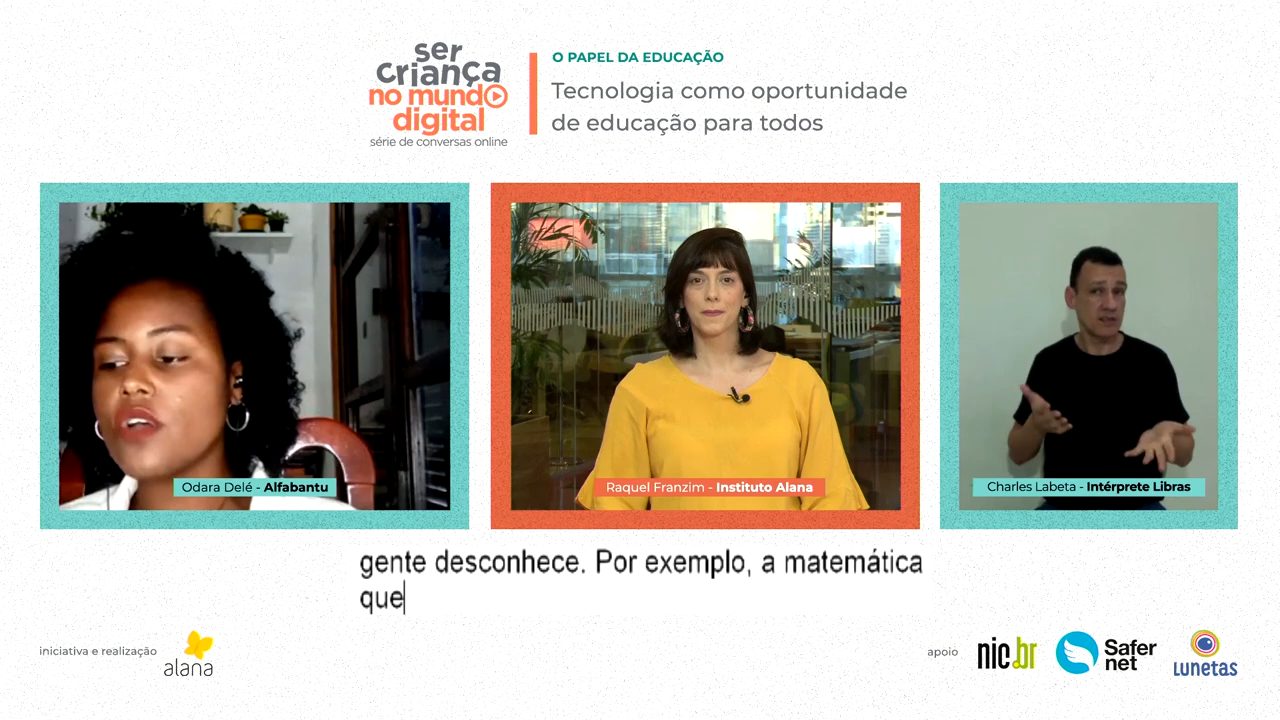 ser
criança
no mundo
digital
série de conversas online
O PAPEL DA EDUCAÇÃO
Tecnologia como oportunidade
de educação para todos
Odara Delé - Alfabantu
Raquel Franzim - Instituto Alana
Charles Labeta - Intérprete Libras
gente desconhece. Por exemplo, a matemática
que
iniciativa e realização
alana
apoio
nic.br
Safer
net
LUNETAS